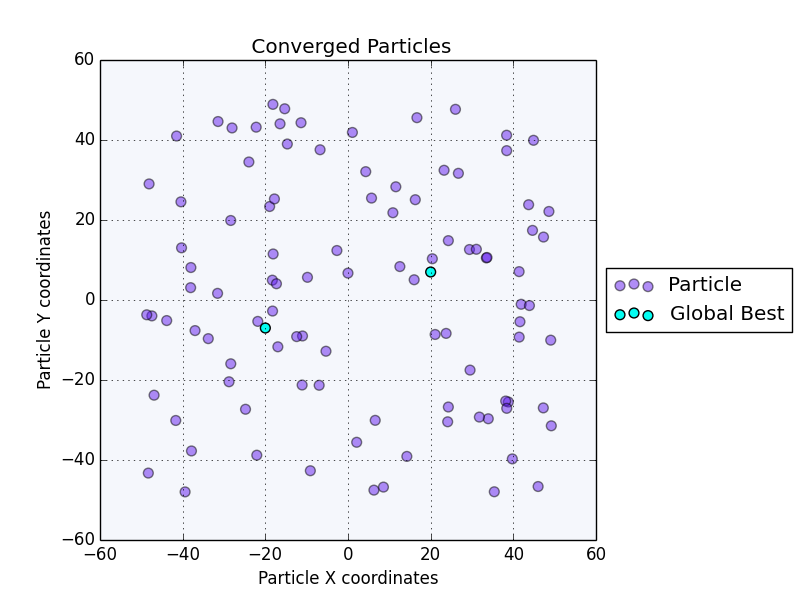 Converged Particles
60
40
20
0
−20
−40
−60
−60 −40 −20 0 20 40 60
Particle Y coordinates
Particle X coordinates
Particle
Global Best